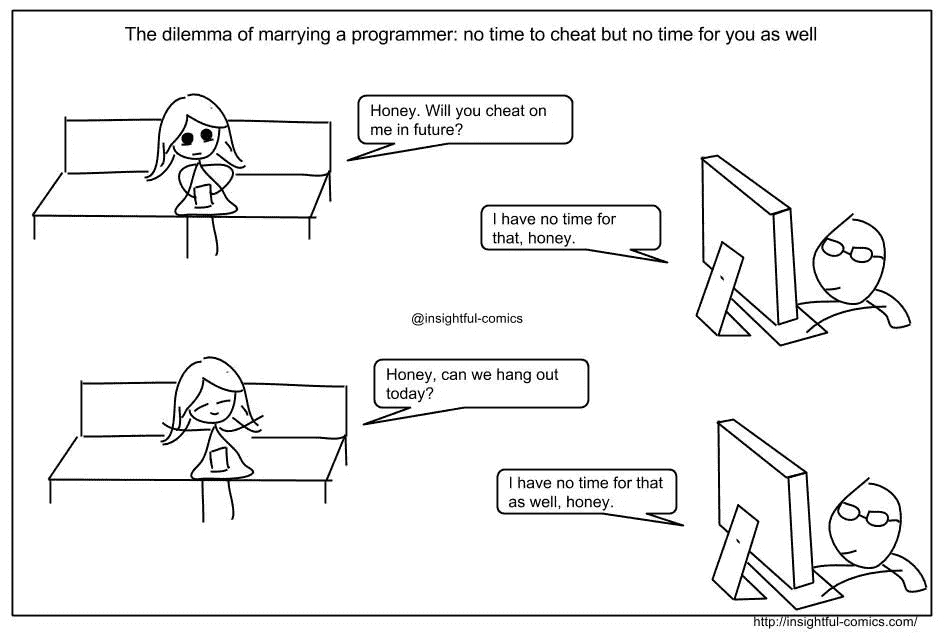 The dilemma of marrying a programmer: no time to cheat but no time for you as well
Honey. Will you cheat on
me in future?
I have no time for
that, honey.
@insightful-comics
Honey, can we hang out
today?
I have no time for that
as well, honey.
http://insightful-comics.com/